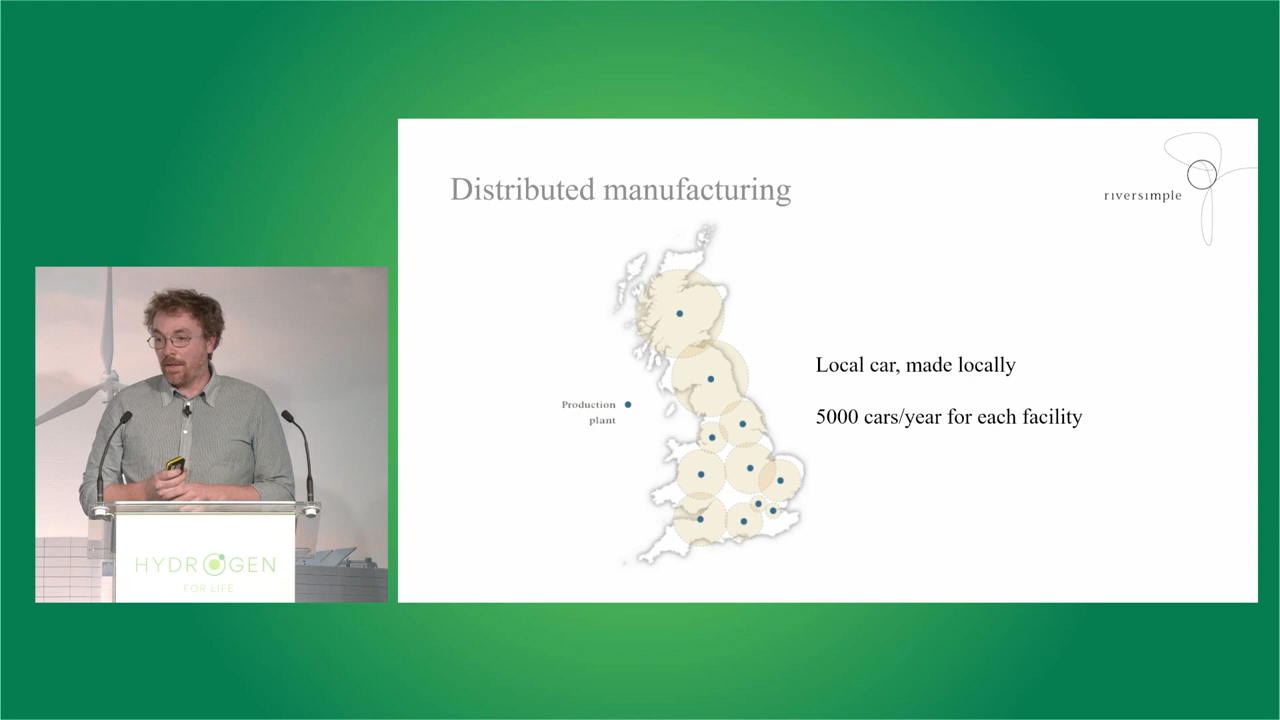 Distributed manufacturing
riversimple
Production
plant
Local car, made locally
5000 cars/year for each facility
HYDROGEN
FOR LIFE